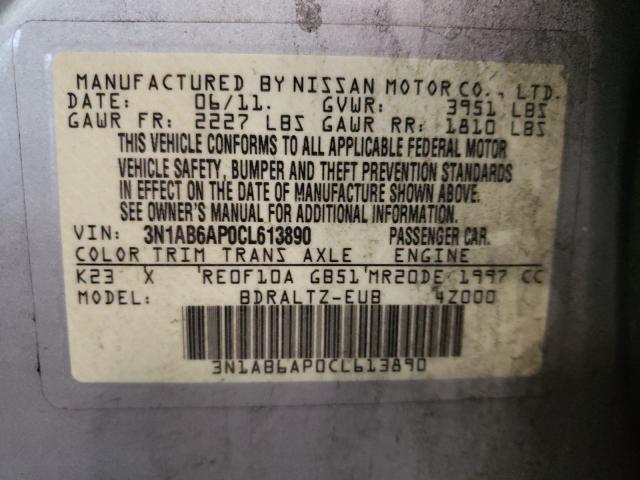 MANUFACTURED BY NISSAN MOTOR CO., LTD.
DATE: 06/11. GVWR: 3951 LBS
GAWR FR: 2227 LBS GAWR RR: 1810 LBS
THIS VEHICLE CONFORMS TO ALL APPLICABLE FEDERAL MOTOR
VEHICLE SAFETY, BUMPER AND THEFT PREVENTION STANDARDS
IN EFFECT ON THE DATE OF MANUFACTURE SHOWN ABOVE.
SEE OWNER'S MANUAL FOR ADDITIONAL INFORMATION.
VIN: 3N1AB6AP0CL613890 PASSENGER CAR.
COLOR TRIM TRANS AXLE ENGINE
K23 X 'RE0F10A GB51'MR20DE 1997 CC
MODEL: BDRALTZ-EUB 4Z000
3N1AB6AP0CL613890